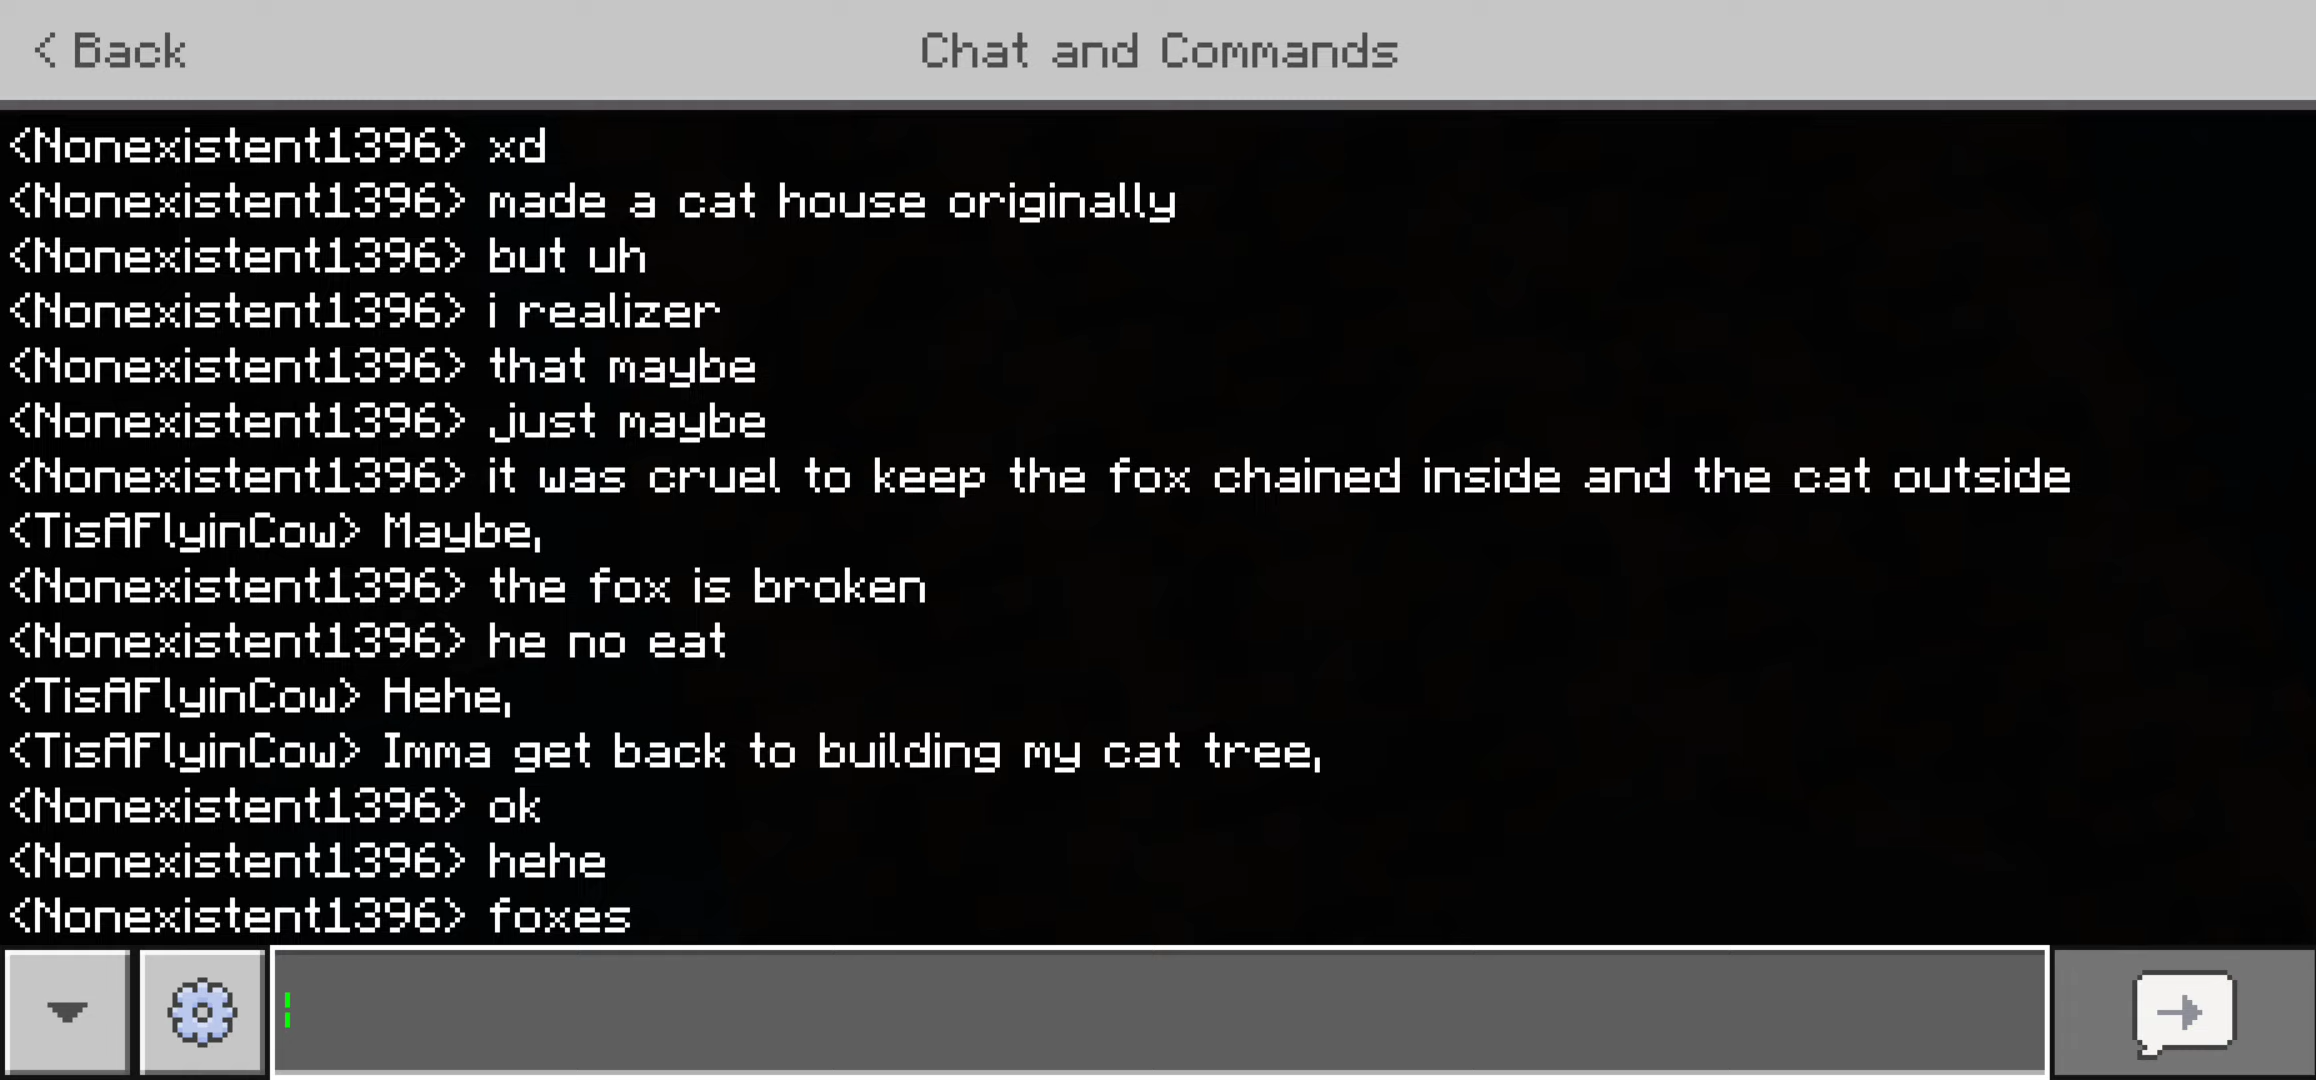 < Back
Chat and Commands
<Nonexistent1396> xd
<Nonexistent1396> made a cat house originally
<Nonexistent1396> but uh
<Nonexistent1396> i realizer
<Nonexistent1396> that maybe
<Nonexistent1396> ,just maybe
<Nonexistent1396> it was cruel to keep the fox chained inside and the cat outside
<TisAFlyinCow> Maybe,
<Nonexistent1396> the fox is broken
<Nonexistent1396> he no eat
<TisAFlyinCow> Hehe,
<TisAFlyinCow> Imma get back to building my cat tree,
<Nonexistent1396> ok
<Nonexistent1396> hehe
<Nonexistent1396> foxes